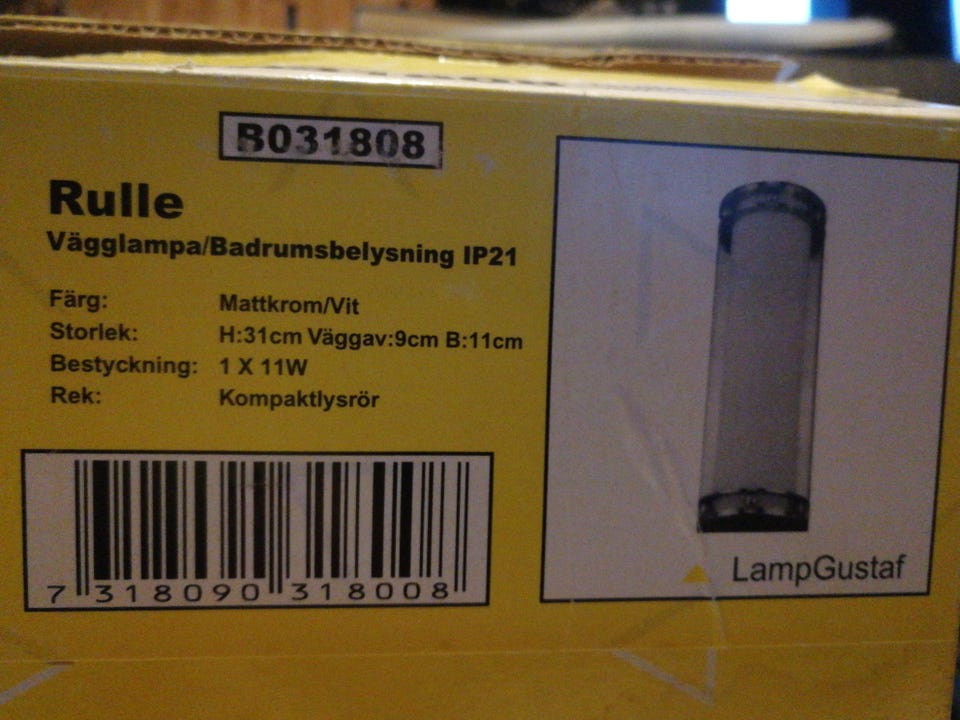 B031808
Rulle
Vägglampa/Badrumsbelysning IP21
Färg: Mattkrom/Vit
Storlek: H:31cm Väggav:9cm B:11cm
Bestyckning: 1 X 11W
Rek: Kompaktlysrör
7 318090 318008
LampGustaf